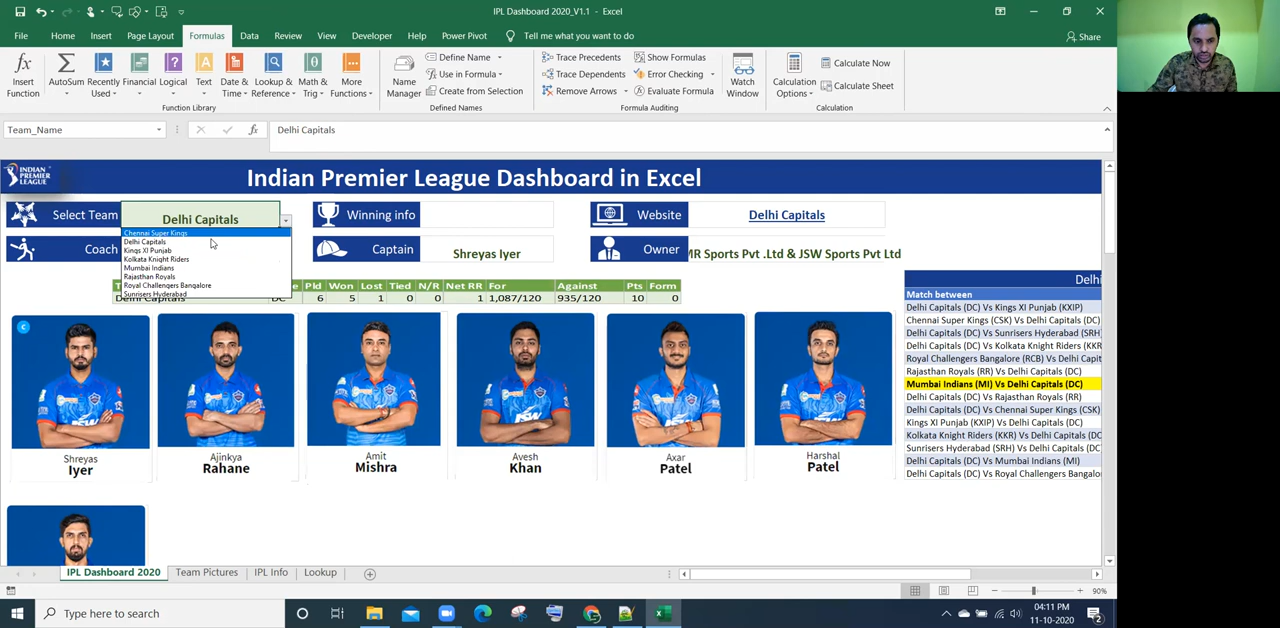 IPL Dashboard 2020_V1.1 - Excel
File Home Insert Page Layout Formulas Data Review View Developer Help Power Pivot Tell me what you want to do Share
Insert Function
AutoSum
Recently Used
Financial
Logical
Text
Date & Time
Lookup & Reference
Math & Trig
More Functions
Function Library
Name Manager
Define Name
Use in Formula
Create from Selection
Defined Names
Trace Precedents
Trace Dependents
Remove Arrows
Show Formulas
Error Checking
Evaluate Formula
Formula Auditing
Watch Window
Calculation Options
Calculate Now
Calculate Sheet
Calculation
Team_Name fx Delhi Capitals
INDIAN PREMIER LEAGUE
Indian Premier League Dashboard in Excel
Select Team Delhi Capitals Winning info Website Delhi Capitals
Coach Captain Shreyas Iyer Owner MR Sports Pvt .Ltd & JSW Sports Pvt Ltd
Chennai Super Kings
Delhi Capitals
Kings XI Punjab
Kolkata Knight Riders
Mumbai Indians
Rajasthan Royals
Royal Challengers Bangalore
Sunrisers Hyderabad
Pld Won Lost Tied N/R Net RR For Against Pts Form
DC 6 5 1 0 0 1 1,087/120 935/120 10 0
Delhi
Match between
Delhi Capitals (DC) Vs Kings XI Punjab (KXIP)
Chennai Super Kings (CSK) Vs Delhi Capitals (DC)
Delhi Capitals (DC) Vs Sunrisers Hyderabad (SRH)
Delhi Capitals (DC) Vs Kolkata Knight Riders (KKR)
Royal Challengers Bangalore (RCB) Vs Delhi Capit
Rajasthan Royals (RR) Vs Delhi Capitals (DC)
Mumbai Indians (MI) Vs Delhi Capitals (DC)
Delhi Capitals (DC) Vs Rajasthan Royals (RR)
Delhi Capitals (DC) Vs Chennai Super Kings (CSK)
Kings XI Punjab (KXIP) Vs Delhi Capitals (DC)
Kolkata Knight Riders (KKR) Vs Delhi Capitals (DC
Sunrisers Hyderabad (SRH) Vs Delhi Capitals (DC)
Delhi Capitals (DC) Vs Mumbai Indians (MI)
Delhi Capitals (DC) Vs Royal Challengers Bangalo
Shreyas Iyer
Ajinkya Rahane
Amit Mishra
Avesh Khan
Axar Patel
Harshal Patel
IPL Dashboard 2020 Team Pictures IPL Info Lookup
90%
Type here to search
04:11 PM
11-10-2020